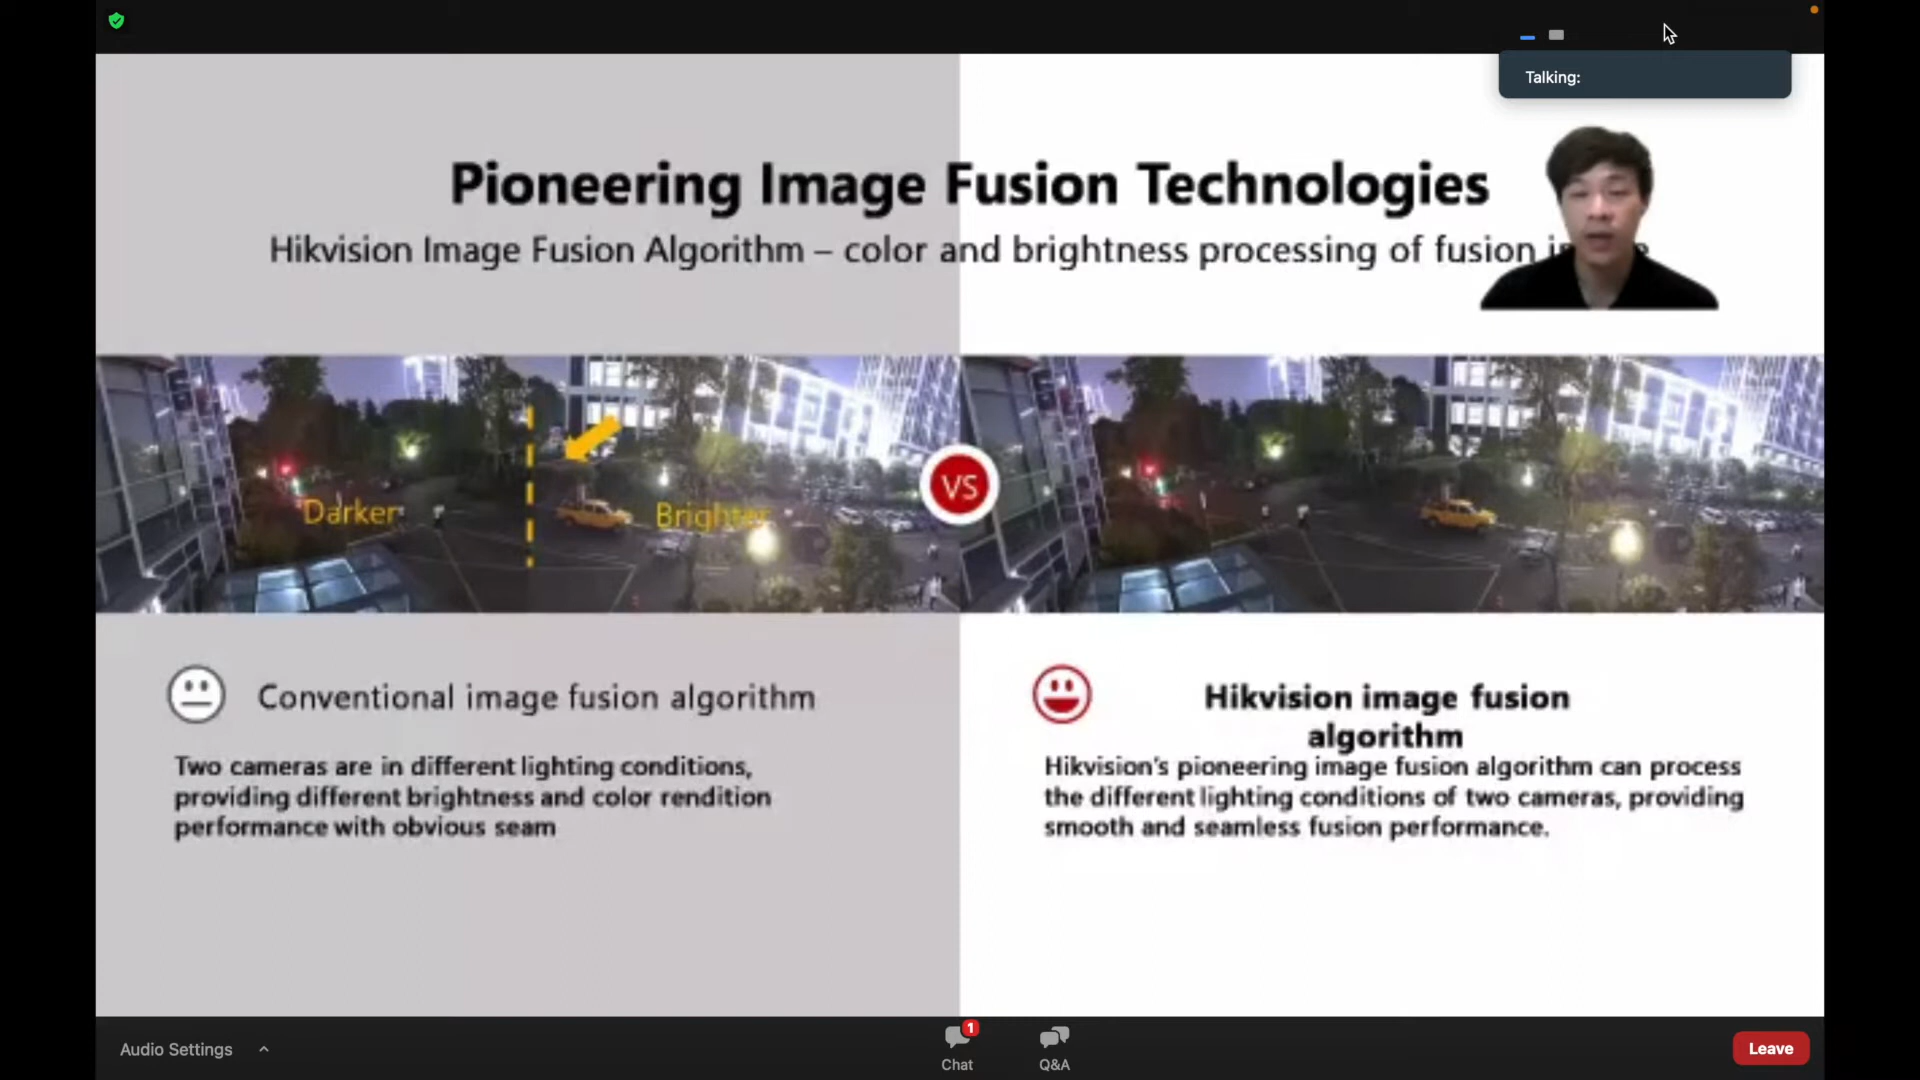 Talking:
Pioneering Image Fusion Technologies
Hikvision Image Fusion Algorithm – color and brightness processing of fusion
Darker
Brighter
VS
Conventional image fusion algorithm
Two cameras are in different lighting conditions,
providing different brightness and color rendition
performance with obvious seam
Hikvision image fusion
algorithm
Hikvision's pioneering image fusion algorithm can process
the different lighting conditions of two cameras, providing
smooth and seamless fusion performance.
Audio Settings
1
Chat
Q&A
Leave